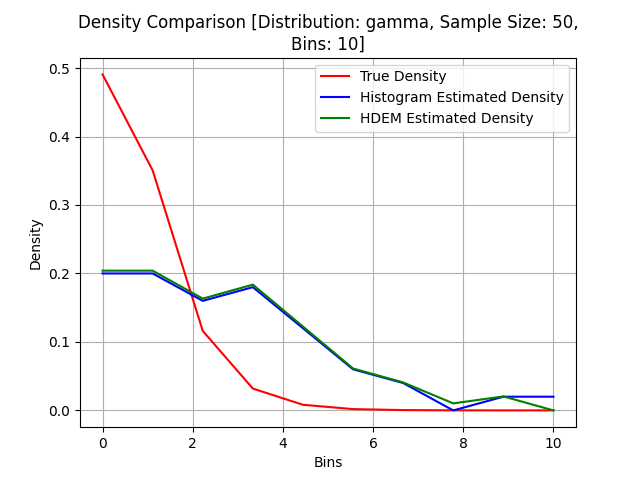 Density Comparison [Distribution: gamma, Sample Size: 50,
Bins: 10]
True Density
Histogram Estimated Density
HDEM Estimated Density
Density
0.5
0.4
0.3
0.2
0.1
0.0
0 2 4 6 8 10
Bins